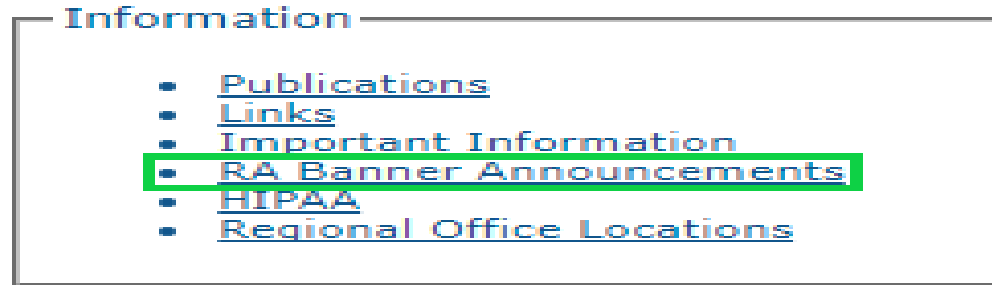 Information
Publications
Links
Important Information
RA Banner Announcements
HIPAA
Regional Office Locations